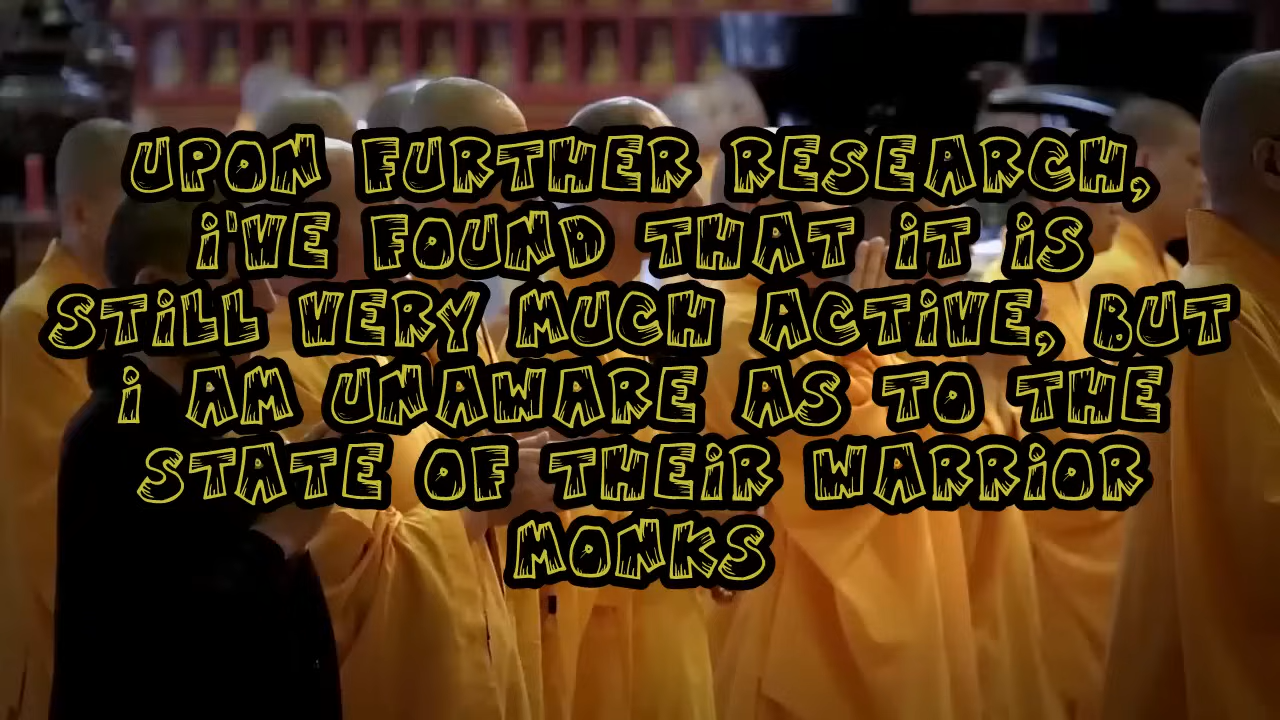 UPON FURTHER RESEARCH,
i'VE FOUND THAT iT iS
STiLL VERY MUCH ACTiVE, BUT
i AM UNAWARE AS TO THE
STATE OF THEiR WARRiOR
MONKS